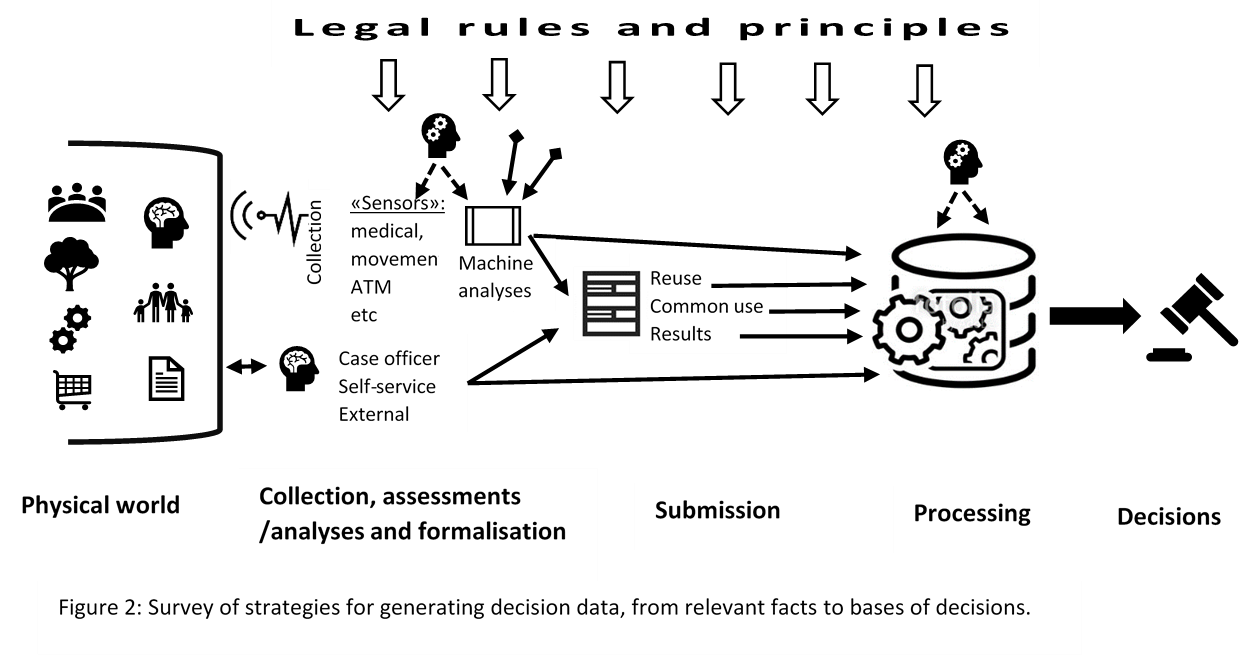 Legal rules and principles
Collection
«Sensors»:
medical,
movemen
ATM
etc
Machine
analyses
Reuse
Common use
Results
Case officer
Self-service
External
Physical world
Collection, assessments
/analyses and formalisation
Submission
Processing
Decisions
Figure 2: Survey of strategies for generating decision data, from relevant facts to bases of decisions.